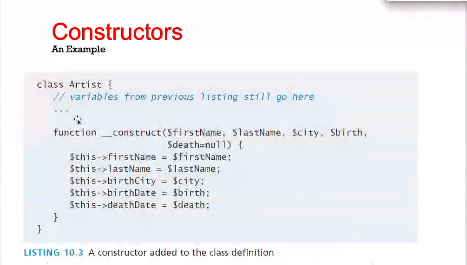 Constructors
An Example
class Artist {
// variables from previous listing still go here
...
function __construct($firstName, $lastName, $city, $birth,
$death=null) {
$this->firstName = $firstName;
$this->lastName = $lastName;
$this->birthCity = $city;
$this->birthDate = $birth;
$this->deathDate = $death;
}
}
LISTING 10.3 A constructor added to the class definition